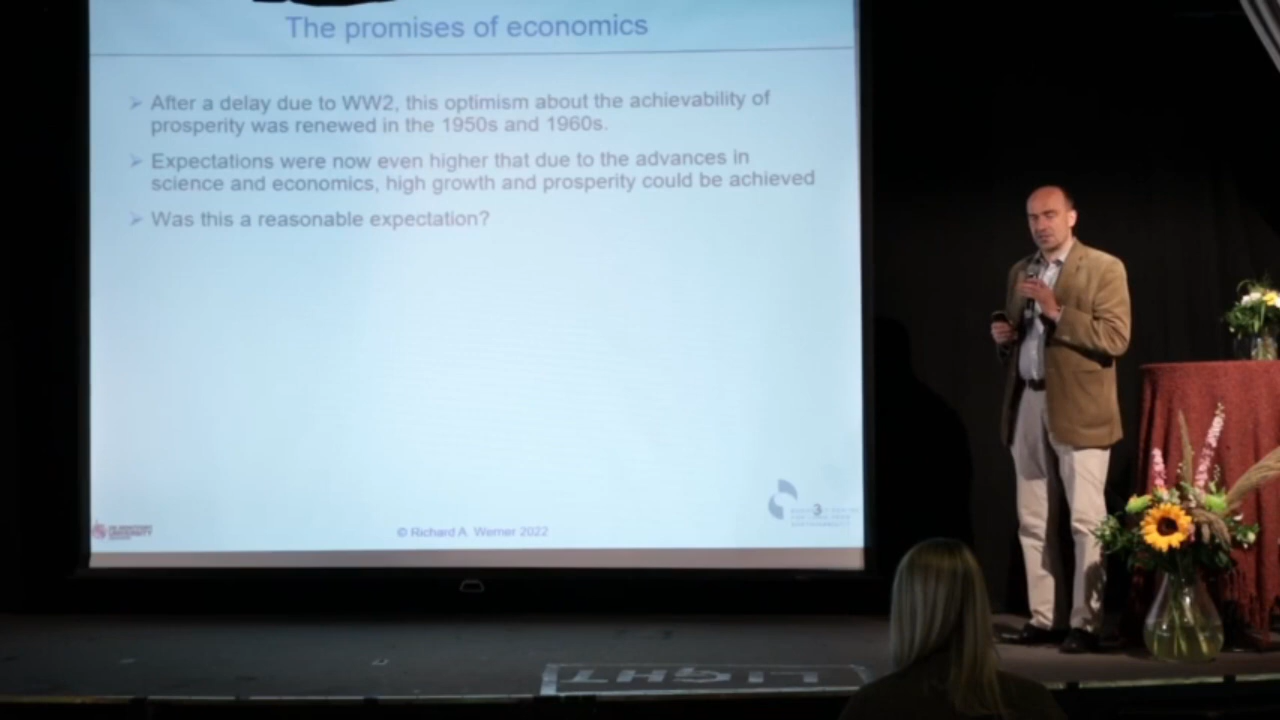 The promises of economics
➢ After a delay due to WW2, this optimism about the achievability of
prosperity was renewed in the 1950s and 1960s.
➢ Expectations were now even higher that due to the advances in
science and economics, high growth and prosperity could be achieved
➢ Was this a reasonable expectation?
UNIVERSITY
© Richard A. Werner 2022
3
LIGHT